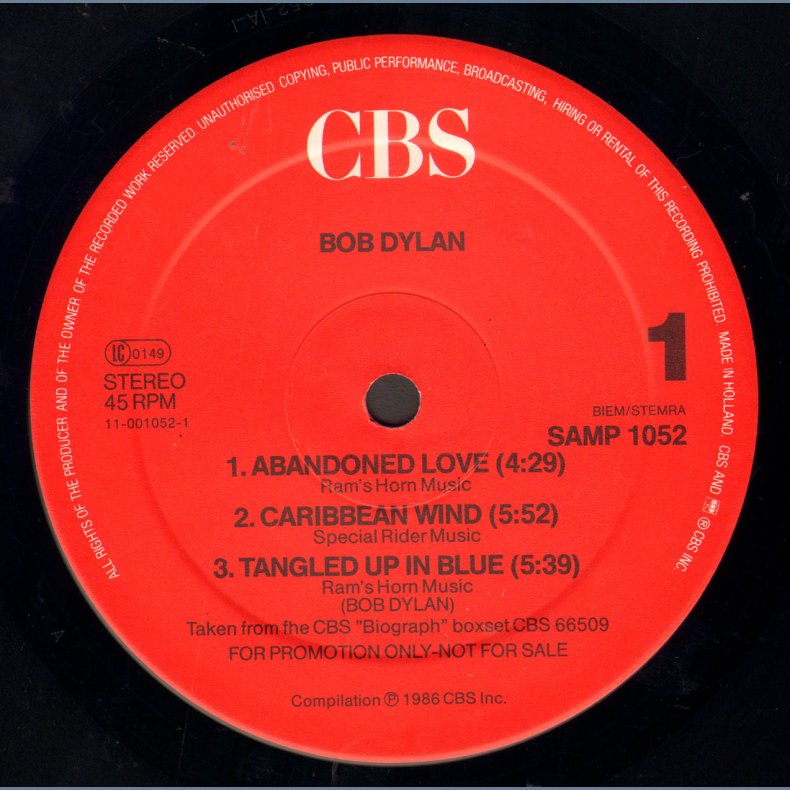 ALL RIGHTS OF THE PRODUCER AND OF THE OWNER OF THE RECORDED WORK RESERVED. UNAUTHORISED COPYING, PUBLIC PERFORMANCE, BROADCASTING, HIRING OR RENTAL OF THIS RECORDING PROHIBITED. MADE IN HOLLAND. CBS AND ℗ CBS INC
CBS
BOB DYLAN
1
LC 0149
STEREO
45 RPM
11-001052-1
BIEM/STEMRA
SAMP 1052
1. ABANDONED LOVE (4:29)
Ram's Horn Music
2. CARIBBEAN WIND (5:52)
Special Rider Music
3. TANGLED UP IN BLUE (5:39)
Ram's Horn Music
(BOB DYLAN)
Taken from the CBS "Biograph" boxset CBS 66509
FOR PROMOTION ONLY-NOT FOR SALE
Compilation ℗ 1986 CBS Inc.